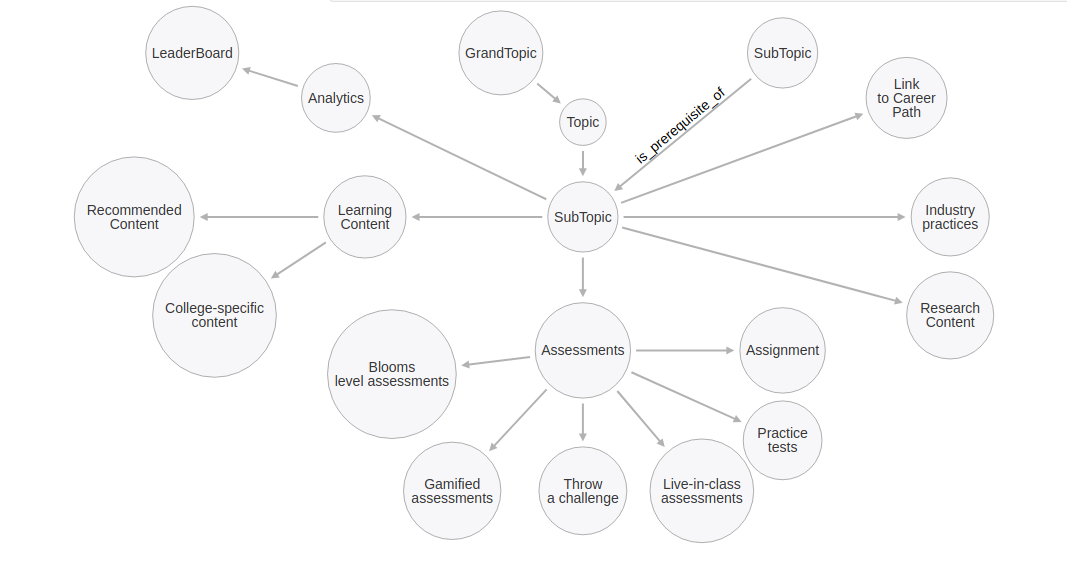 LeaderBoard
GrandTopic
SubTopic
Analytics
Link
to Career
Path
Topic
is_prerequisite_of
Recommended
Content
Learning
Content
SubTopic
Industry
practices
College-specific
content
Research
Content
Assessments
Assignment
Blooms
level assessments
Practice
tests
Gamified
assessments
Throw
a challenge
Live-in-class
assessments